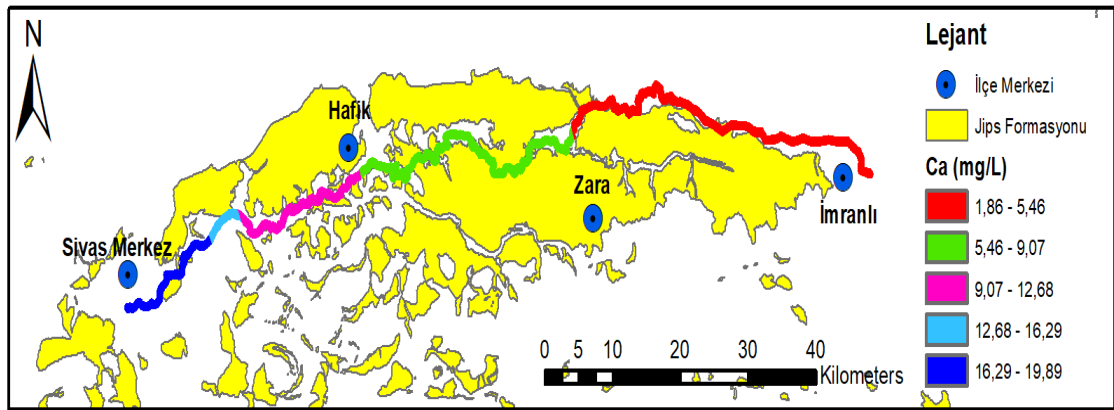 N
Hafik
Zara
İmranlı
Sivas Merkez
0 5 10 20 30 40
Kilometers
Lejant
İlçe Merkezi
Jips Formasyonu
Ca (mg/L)
1,86 - 5,46
5,46 - 9,07
9,07 - 12,68
12,68 - 16,29
16,29 - 19,89